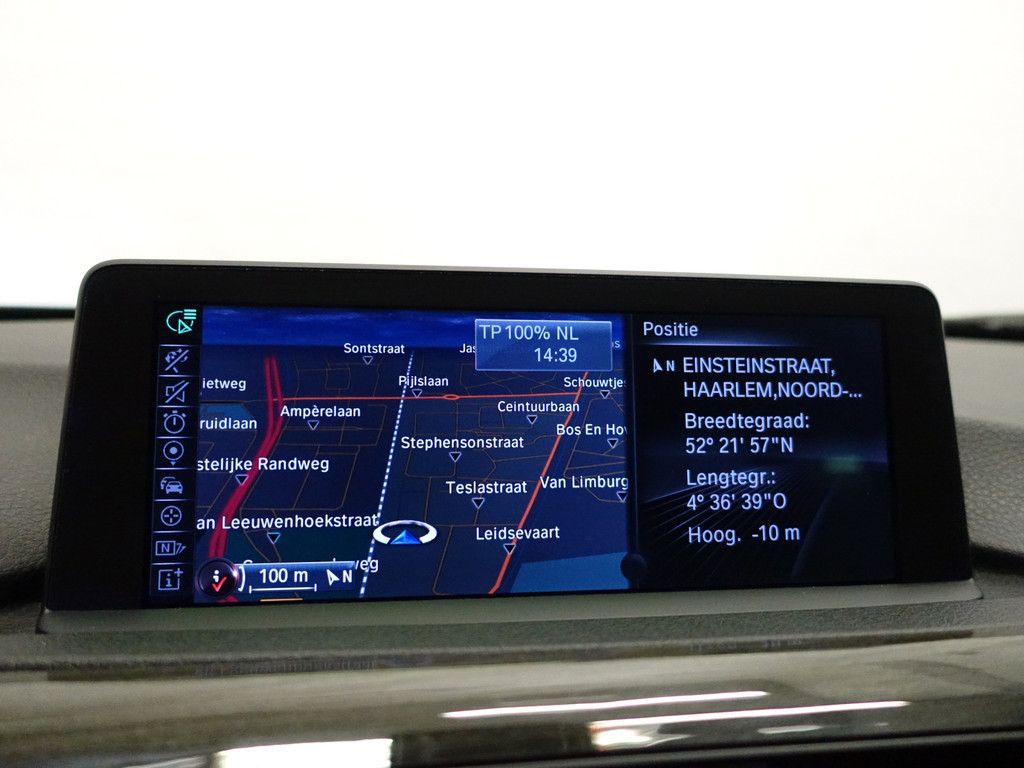 TP 100% NL
14:39
Sontstraat
Pijlslaan
Schouwtjes
ietweg
Ampèrelaan
Ceintuurbaan
ruidlaan
Stephensonstraat
Bos En Hov
stelijke Randweg
Teslastraat
Van Limburg
an Leeuwenhoekstraat
Leidsevaart
100 m
N
Positie
N EINSTEINSTRAAT,
HAARLEM,NOORD-...
Breedtegraad:
52° 21' 57"N
Lengtegr.:
4° 36' 39"O
Hoog. -10 m